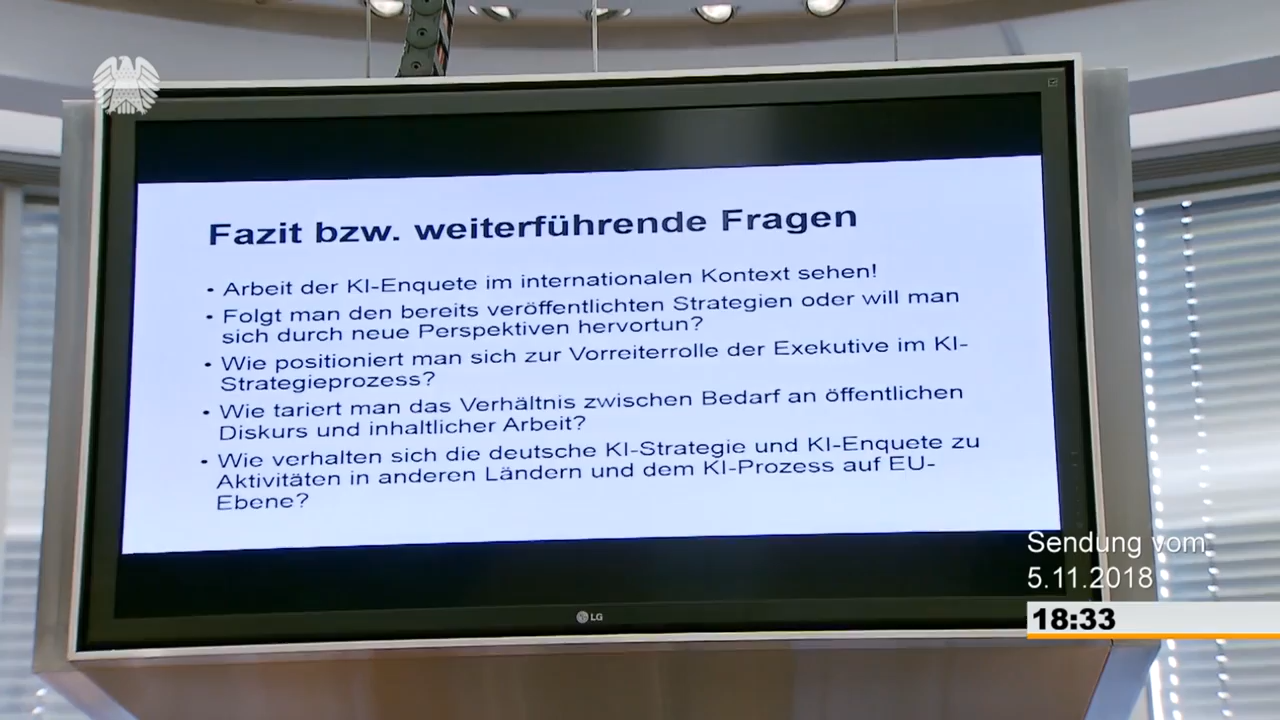 Fazit bzw. weiterführende Fragen
• Arbeit der KI-Enquete im internationalen Kontext sehen!
• Folgt man den bereits veröffentlichten Strategien oder will man
sich durch neue Perspektiven hervortun?
• Wie positioniert man sich zur Vorreiterrolle der Exekutive im KI-
Strategieprozess?
• Wie tariert man das Verhältnis zwischen Bedarf an öffentlichen
Diskurs und inhaltlicher Arbeit?
• Wie verhalten sich die deutsche KI-Strategie und KI-Enquete zu
Aktivitäten in anderen Ländern und dem KI-Prozess auf EU-
Ebene?
LG
Sendung vom
5.11.2018
18:33